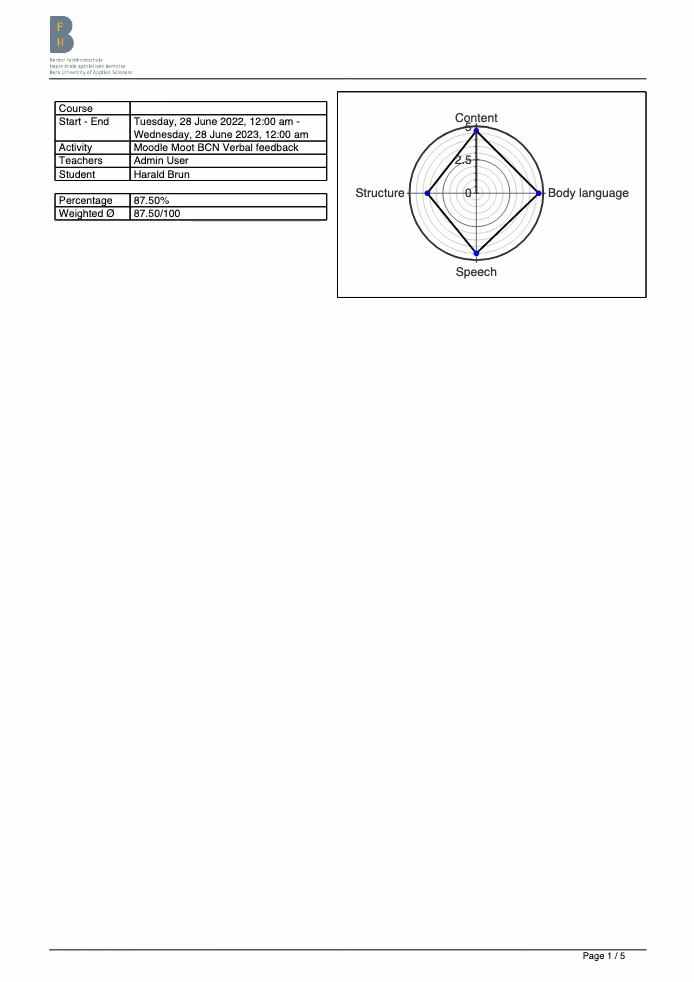 B
F
H
Berner Fachhochschule
Haute école spécialisée bernoise
Bern University of Applied Sciences
Course
Start - End Tuesday, 28 June 2022, 12:00 am -
Wednesday, 28 June 2023, 12:00 am
Activity Moodle Moot BCN Verbal feedback
Teachers Admin User
Student Harald Brun
Percentage 87.50%
Weighted Ø 87.50/100
Content
5
2.5
Structure 0 Body language
Speech
Page 1 / 5